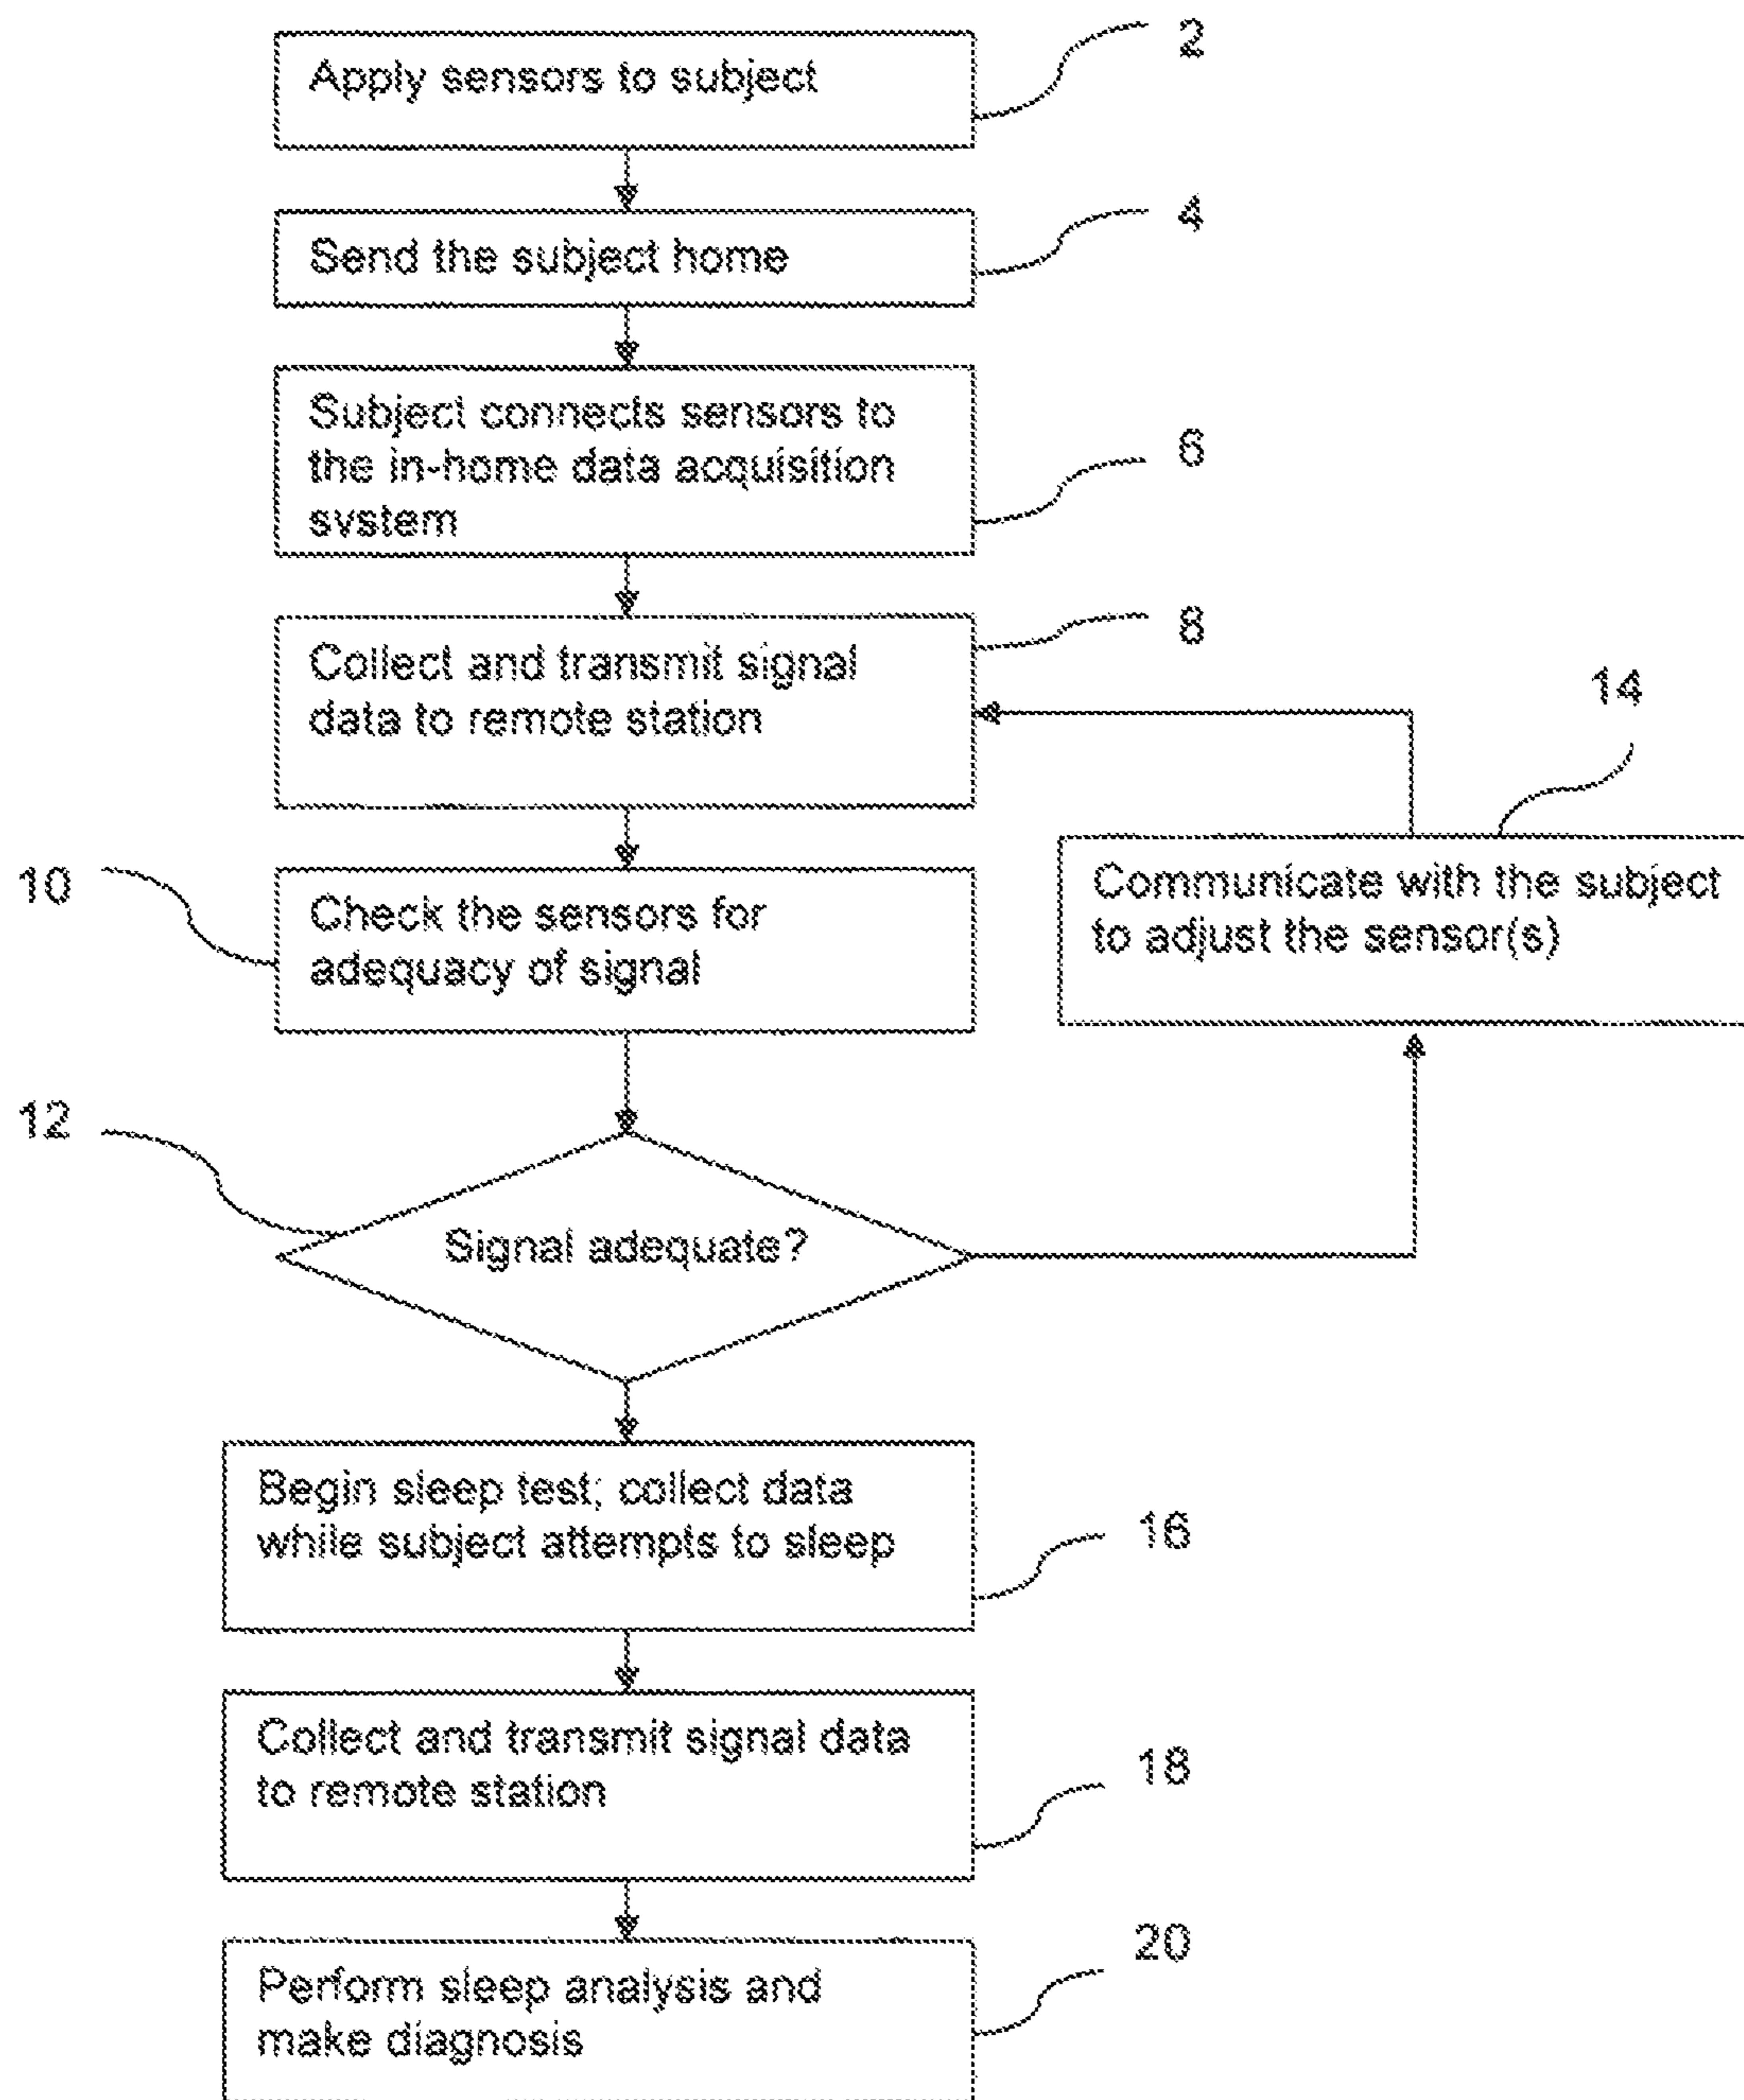 Apply sensors to subject
2
Send the subject home
4
Subject connects sensors to
the in-home data acquisition
system
6
Collect and transmit signal
data to remote station
8
14
10
Check the sensors for
adequacy of signal
Communicate with the subject
to adjust the sensor(s)
12
Signal adequate?
Begin sleep test; collect data
while subject attempts to sleep
16
Collect and transmit signal data
to remote station
18
Perform sleep analysis and
make diagnosis
20